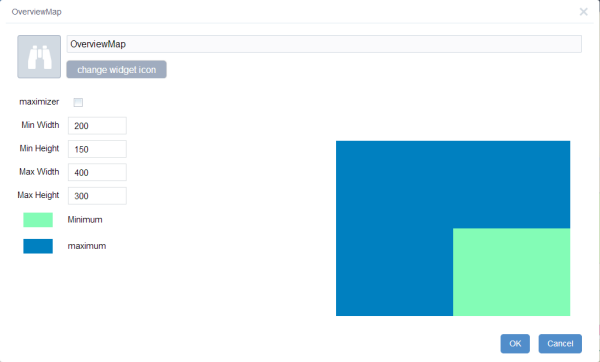 OverviewMap
OverviewMap
change widget icon
maximizer
Min Width 200
Min Height 150
Max Width 400
Max Height 300
Minimum
maximum
OK Cancel